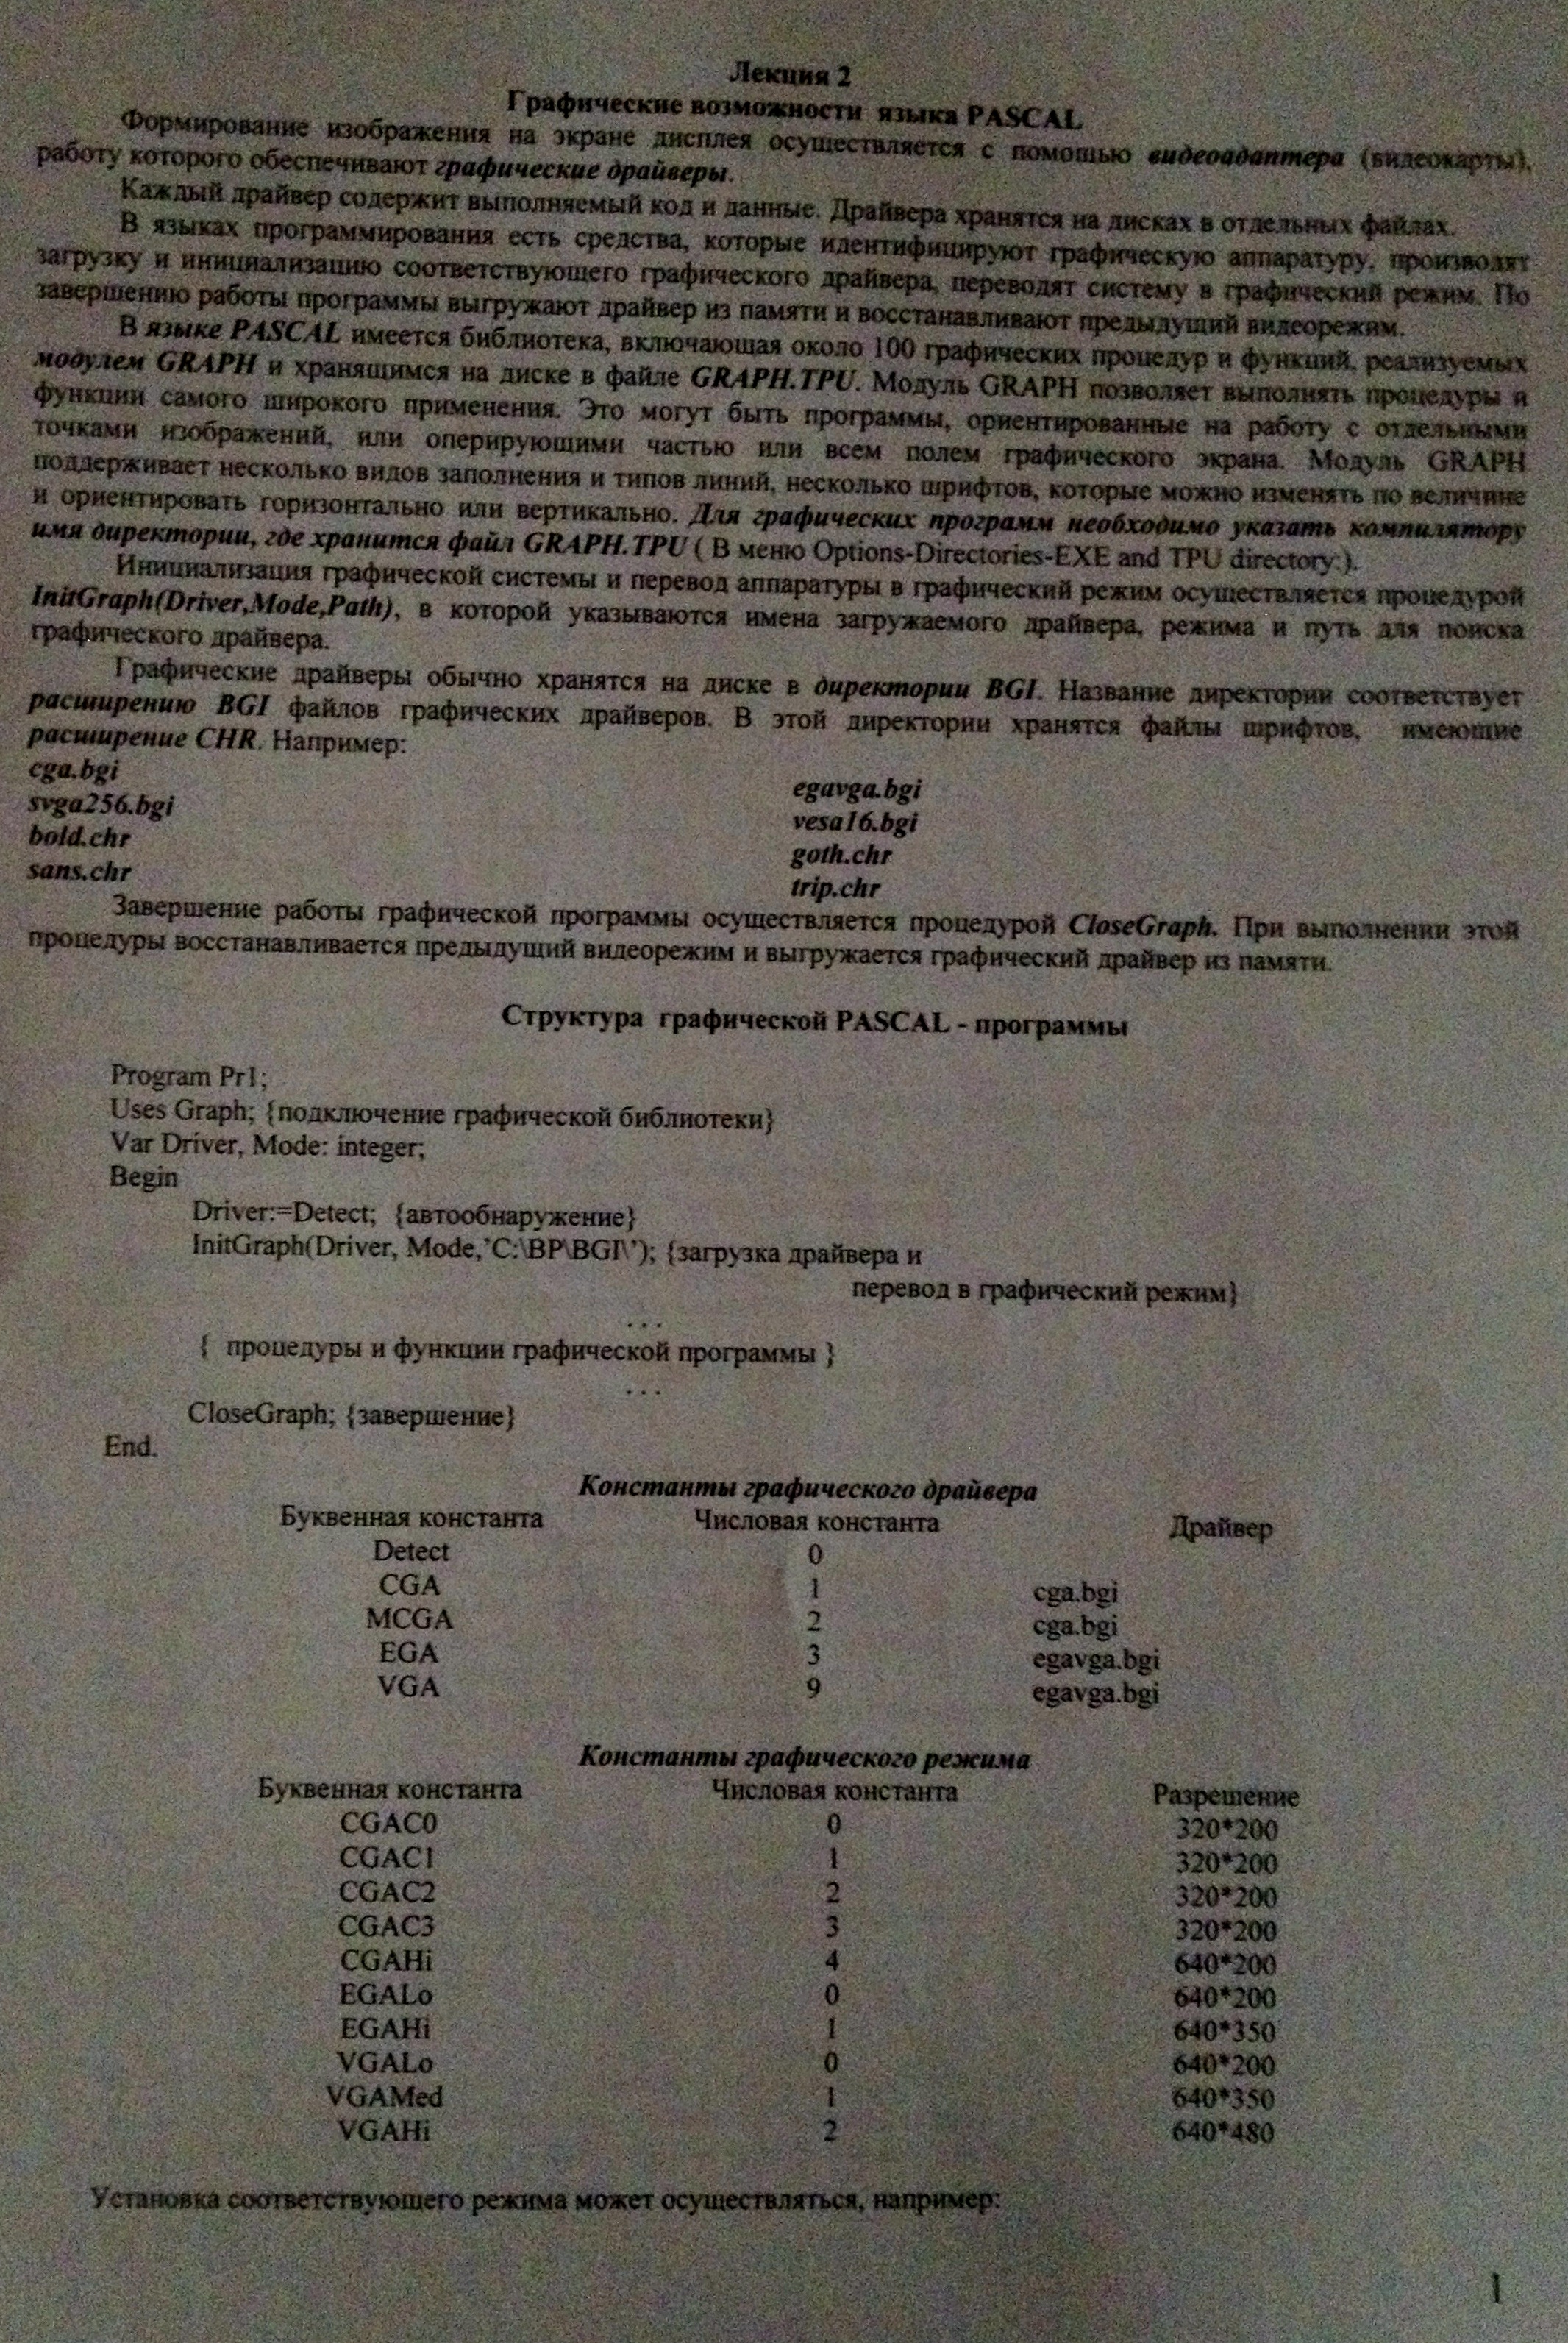 Лекция 2
Графические возможности языка PASCAL
Формирование изображения на экране дисплея осуществляется с помощью видеоадаптера (видеокарты),
работу которого обеспечивают графические драйверы.
Каждый драйвер содержит выполняемый код и данные. Драйвера хранятся на дисках в отдельных файлах.
В языках программирования есть средства, которые идентифицируют графическую аппаратуру, производят
загрузку и инициализацию соответствующего графического драйвера, переводят систему в графический режим. По
завершению работы программы выгружают драйвер из памяти и восстанавливают предыдущий видеорежим.
В языке PASCAL имеется библиотека, включающая около 100 графических процедур и функций, реализуемых
модулем GRAPH и хранящимся на диске в файле GRAPH.TPU. Модуль GRAPH позволяет выполнять процедуры и
функции самого широкого применения. Это могут быть программы, ориентированные на работу с отдельными
точками изображений, или оперирующими частью или всем полем графического экрана. Модуль GRAPH
поддерживает несколько видов заполнения и типов линий, несколько шрифтов, которые можно изменять по величине
и ориентировать горизонтально или вертикально. Для графических программ необходимо указать компилятору
имя директории, где хранится файл GRAPH.TPU ( В меню Options-Directories-EXE and TPU directory:).
Инициализация графической системы и перевод аппаратуры в графический режим осуществляется процедурой
InitGraph(Driver,Mode,Path), в которой указываются имена загружаемого драйвера, режима и путь для поиска
графического драйвера.
Графические драйверы обычно хранятся на диске в директории BGI. Название директории соответствует
расширению BGI файлов графических драйверов. В этой директории хранятся файлы шрифтов, имеющие
расширение CHR. Например:
cga.bgi egavga.bgi
svga256.bgi vesa16.bgi
bold.chr goth.chr
sans.chr trip.chr
Завершение работы графической программы осуществляется процедурой CloseGraph. При выполнении этой
процедуры восстанавливается предыдущий видеорежим и выгружается графический драйвер из памяти.
Структура графической PASCAL - программы
Program Pr1;
Uses Graph; {подключение графической библиотеки}
Var Driver, Mode: integer;
Begin
Driver:=Detect; {автообнаружение}
InitGraph(Driver, Mode,'C:\BP\BGI\'); {загрузка драйвера и
перевод в графический режим}
...
{ процедуры и функции графической программы }
...
CloseGraph; {завершение}
End.
Константы графического драйвера
Буквенная константа Числовая константа Драйвер
Detect 0
CGA 1 cga.bgi
MCGA 2 cga.bgi
EGA 3 egavga.bgi
VGA 9 egavga.bgi
Константы графического режима
Буквенная константа Числовая константа Разрешение
CGAC0 0 320*200
CGAC1 1 320*200
CGAC2 2 320*200
CGAC3 3 320*200
CGAHi 4 640*200
EGALo 0 640*200
EGAHi 1 640*350
VGALo 0 640*200
VGAMed 1 640*350
VGAHi 2 640*480
Установка соответствующего режима может осуществляться, например:
1